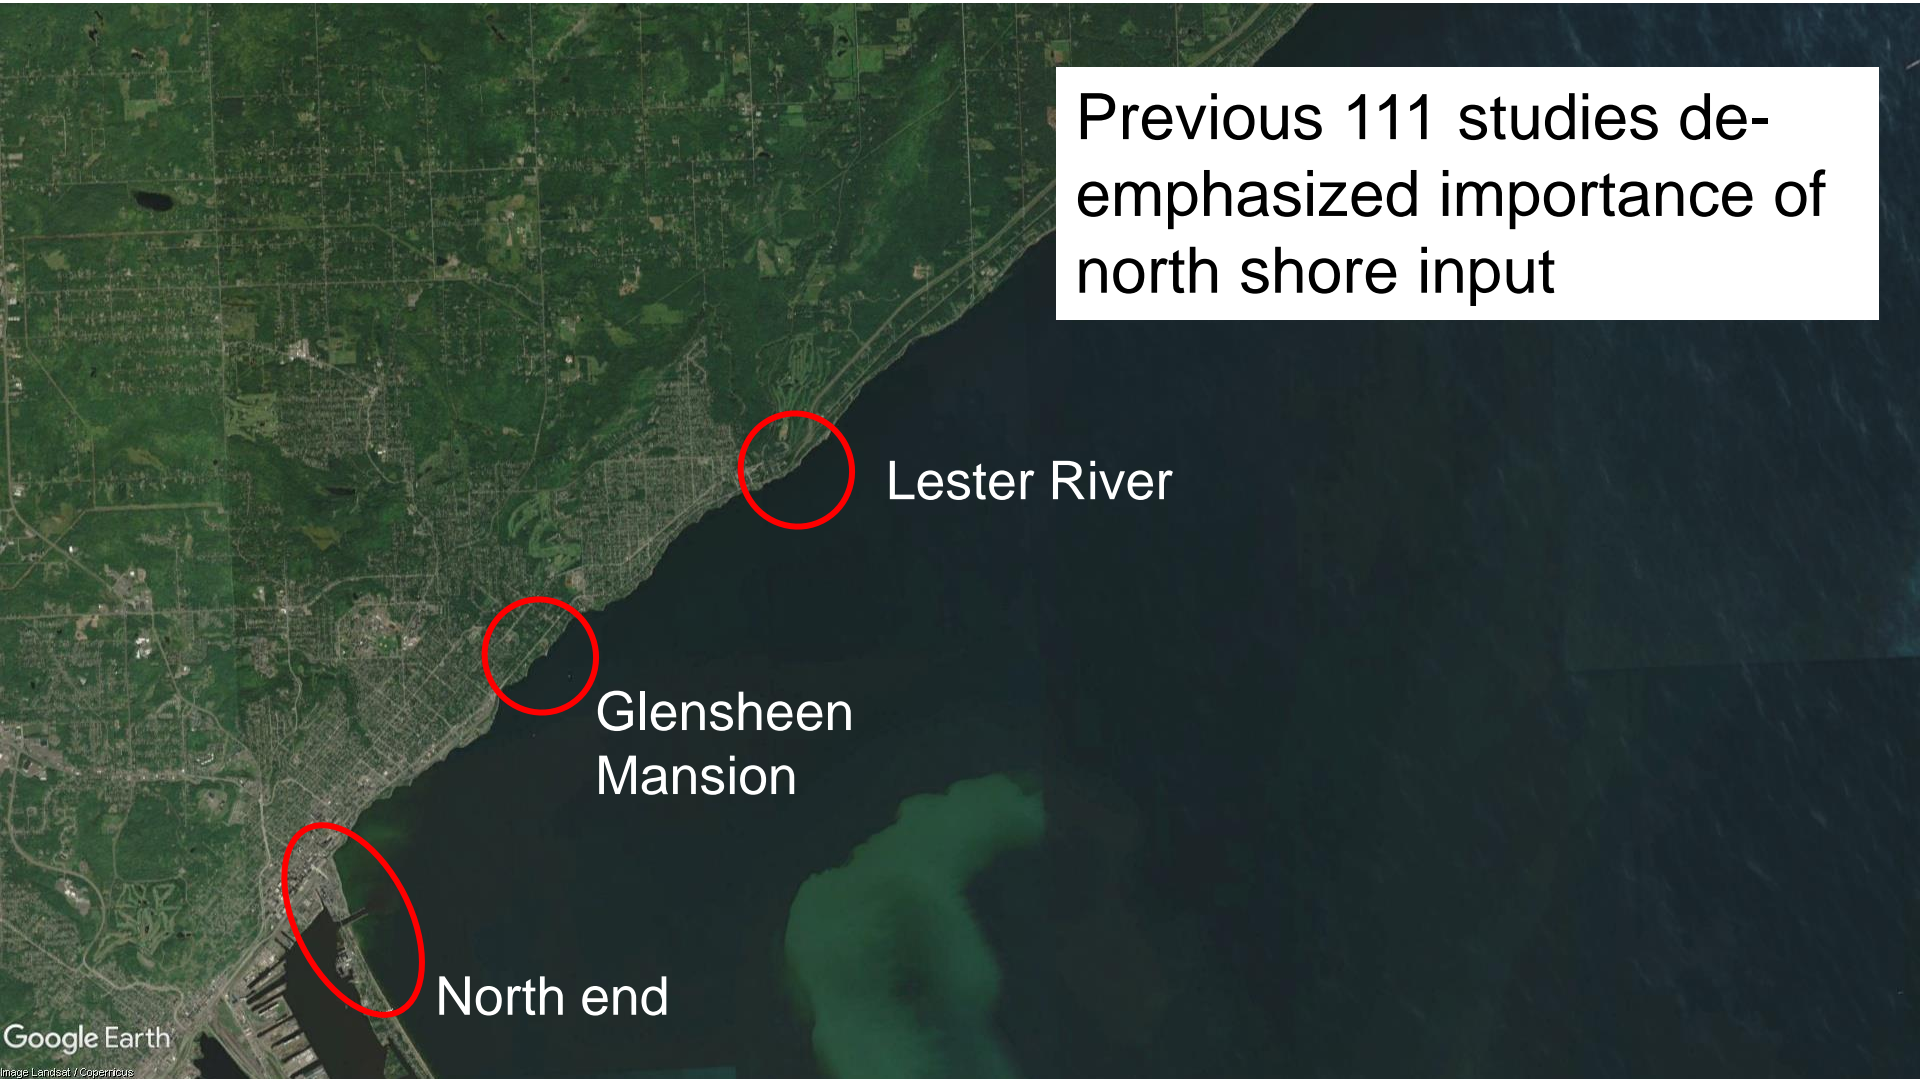 Previous 111 studies de-
emphasized importance of
north shore input
Lester River
Glensheen
Mansion
North end
Google Earth
Image Landsat / Copernicus